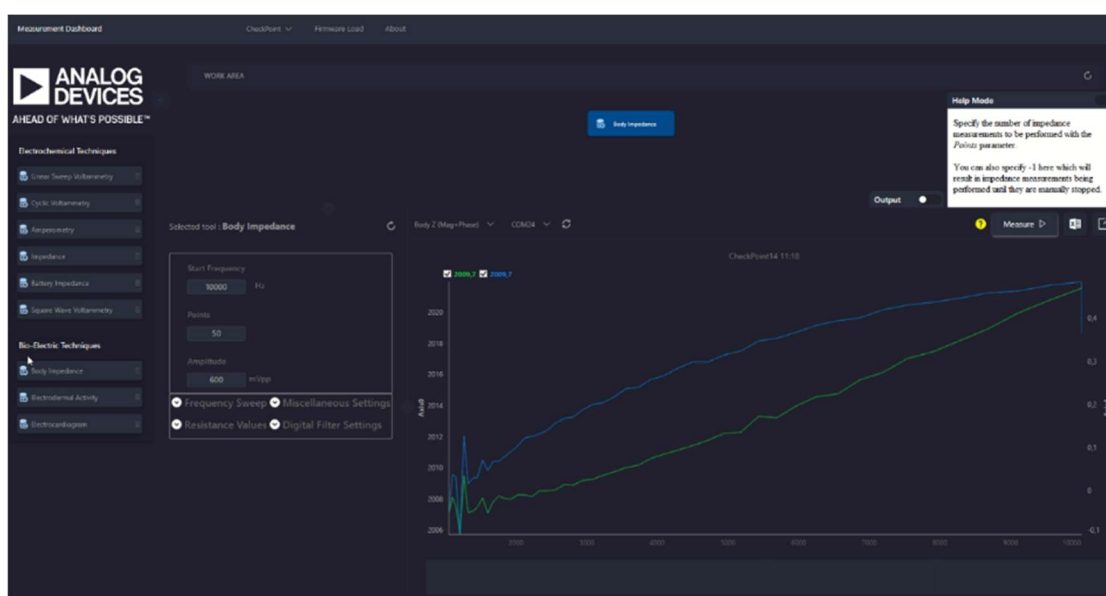 Measurement Dashboard
CheckPoint
Firmware Load
About
ANALOG
DEVICES
AHEAD OF WHAT'S POSSIBLE™
WORK AREA
Body Impedance
Help Mode
Specify the number of impedance
measurements to be performed with the
Points parameter.
You can also specify -1 here which will
result in impedance measurements being
performed until they are manually stopped.
Output
Electrochemical Techniques
Linear Sweep Voltammetry
Cyclic Voltammetry
Amperometry
Impedance
Battery Impedance
Square Wave Voltammetry
Bio-Electric Techniques
Body Impedance
Electrodermal Activity
Electrocardiogram
Selected tool : Body Impedance
Start Frequency
10000 Hz
Points
50
Amplitude
600 mVpp
Frequency Sweep Miscellaneous Settings
Resistance Values Digital Filter Settings
Body Z (Mag+Phase)
COM24
? Measure
CheckPoint14 11:18
2009,7 2009,7
2020
2018
2016
2014
2012
2010
2008
2006
Axis0
0,4
0,3
0,2
0,1
0
-0,1
2000 3000 4000 5000 6000 7000 8000 9000 10000